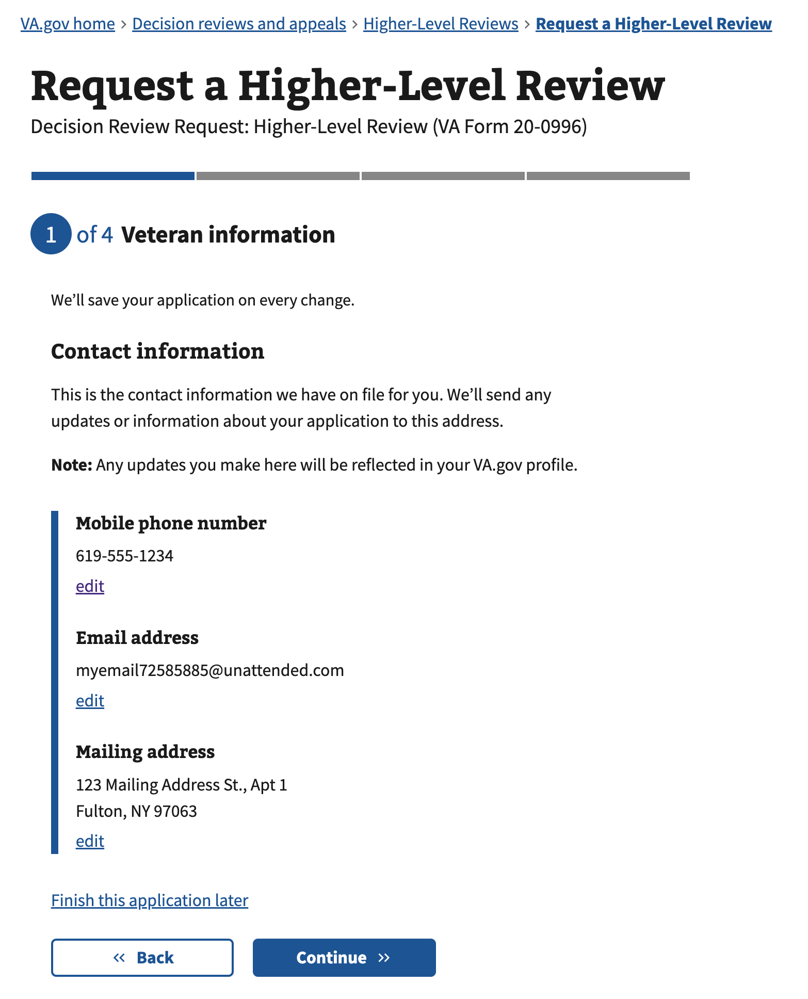 VA.gov home › Decision reviews and appeals › Higher-Level Reviews › Request a Higher-Level Review
Request a Higher-Level Review
Decision Review Request: Higher-Level Review (VA Form 20-0996)
1 of 4 Veteran information
We’ll save your application on every change.
Contact information
This is the contact information we have on file for you. We’ll send any
updates or information about your application to this address.
Note: Any updates you make here will be reflected in your VA.gov profile.
Mobile phone number
619-555-1234
edit
Email address
myemail72585885@unattended.com
edit
Mailing address
123 Mailing Address St., Apt 1
Fulton, NY 97063
edit
Finish this application later
« Back
Continue »